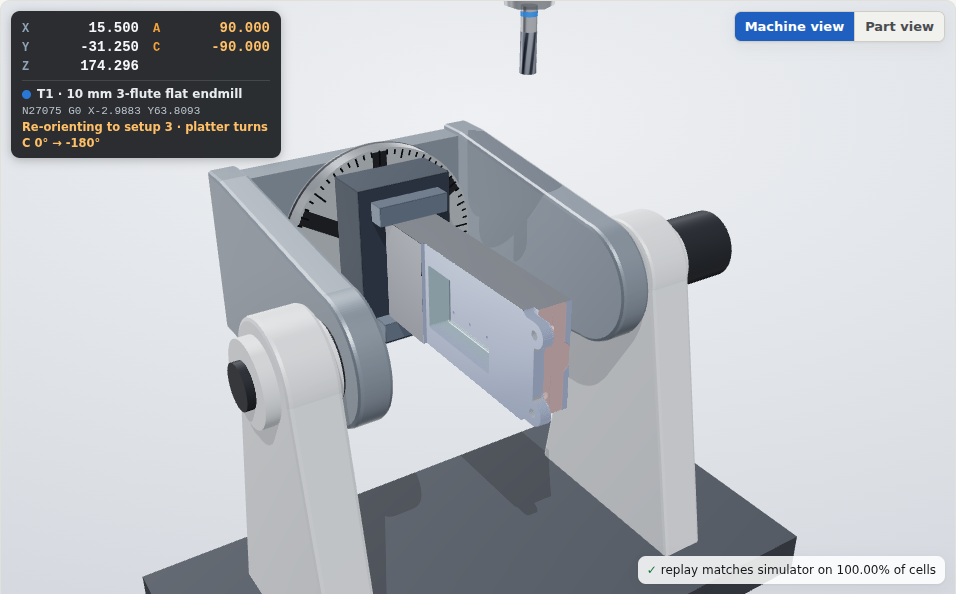 X 15.500 A 90.000
Y -31.250 C -90.000
Z 174.296
T1 · 10 mm 3-flute flat endmill
N27075 G0 X-2.9883 Y63.8093
Re-orienting to setup 3 · platter turns
C 0° → -180°
Machine view Part view
✓ replay matches simulator on 100.00% of cells